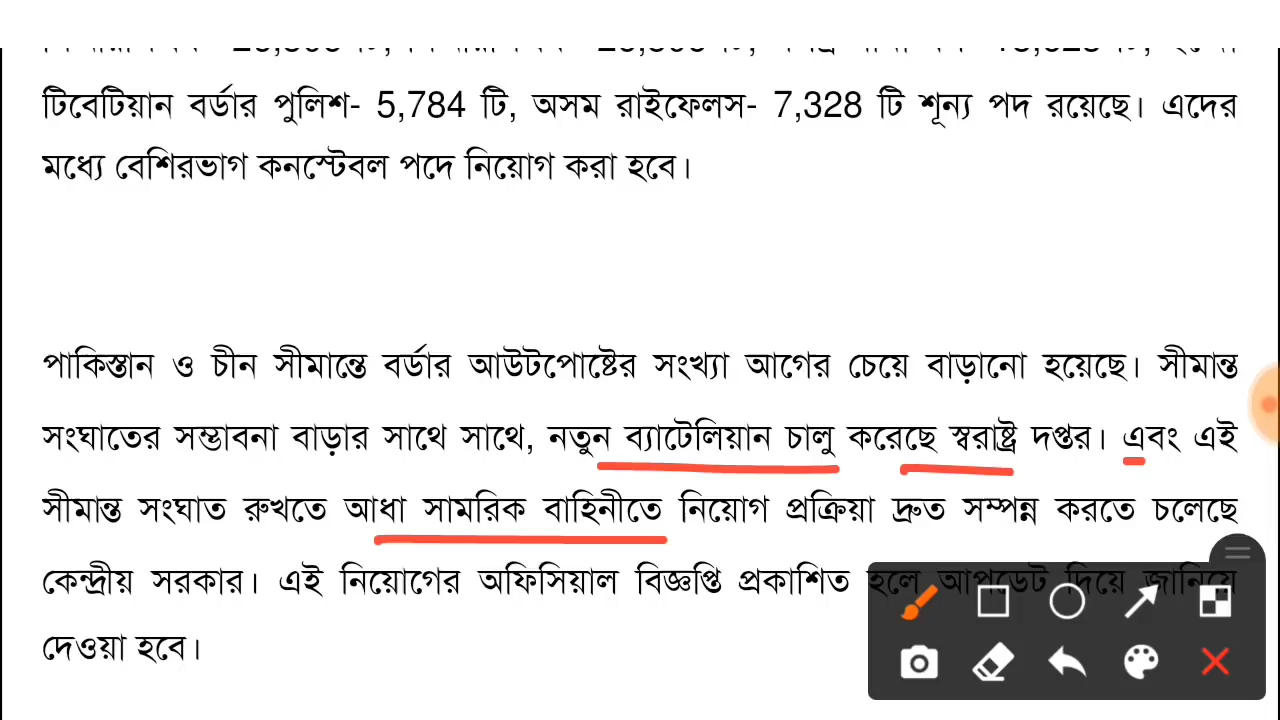 টিবেটিয়ান বর্ডার পুলিশ- 5,784 টি, অসম রাইফেলস- 7,328 টি শূন্য পদ রয়েছে। এদের
মধ্যে বেশিরভাগ কনস্টেবল পদে নিয়োগ করা হবে।
পাকিস্তান ও চীন সীমান্তে বর্ডার আউটপোষ্টের সংখ্যা আগের চেয়ে বাড়ানো হয়েছে। সীমান্ত
সংঘাতের সম্ভাবনা বাড়ার সাথে সাথে, নতুন ব্যাটেলিয়ান চালু করেছে স্বরাষ্ট্র দপ্তর। এবং এই
সীমান্ত সংঘাত রুখতে আধা সামরিক বাহিনীতে নিয়োগ প্রক্রিয়া দ্রুত সম্পন্ন করতে চলেছে
কেন্দ্রীয় সরকার। এই নিয়োগের অফিসিয়াল বিজ্ঞপ্তি প্রকাশিত হলে আপডেট দিয়ে জানিয়ে
দেওয়া হবে।